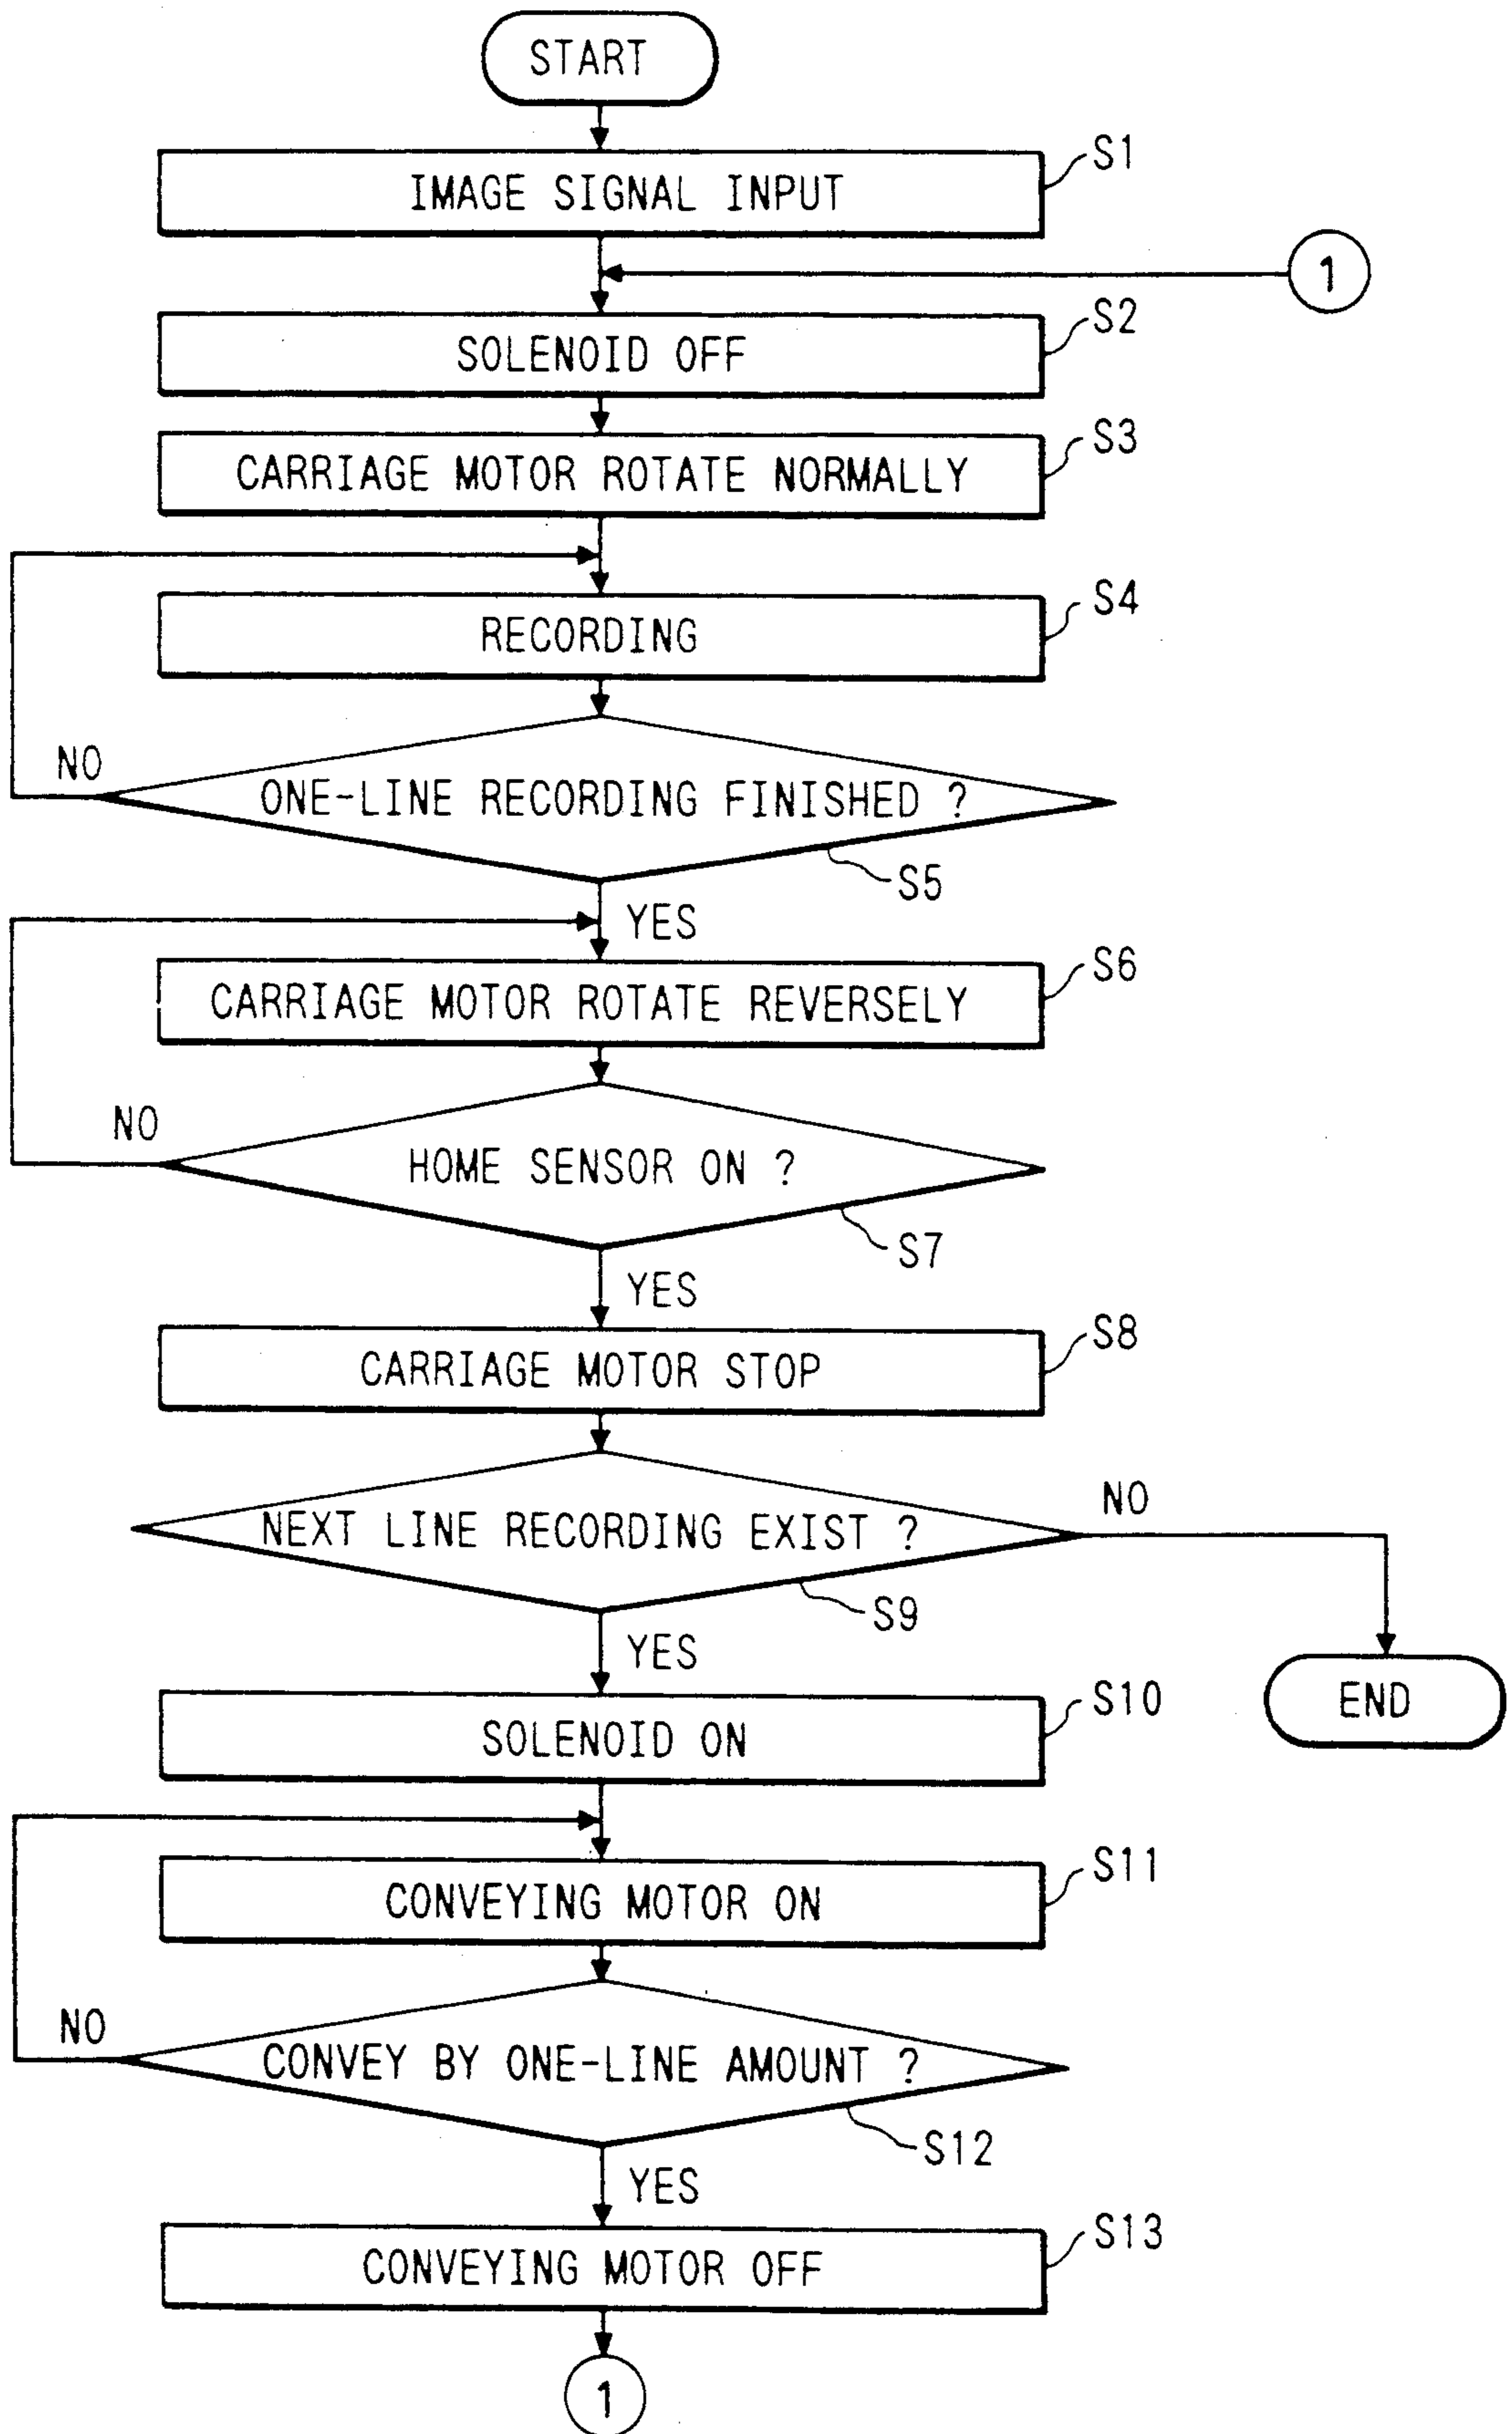 START
IMAGE SIGNAL INPUT
S1
1
SOLENOID OFF
S2
CARRIAGE MOTOR ROTATE NORMALLY
S3
RECORDING
S4
NO
ONE-LINE RECORDING FINISHED ?
S5
YES
CARRIAGE MOTOR ROTATE REVERSELY
S6
NO
HOME SENSOR ON ?
S7
YES
CARRIAGE MOTOR STOP
S8
NEXT LINE RECORDING EXIST ?
NO
S9
YES
END
SOLENOID ON
S10
CONVEYING MOTOR ON
S11
NO
CONVEY BY ONE-LINE AMOUNT ?
S12
YES
CONVEYING MOTOR OFF
S13
1